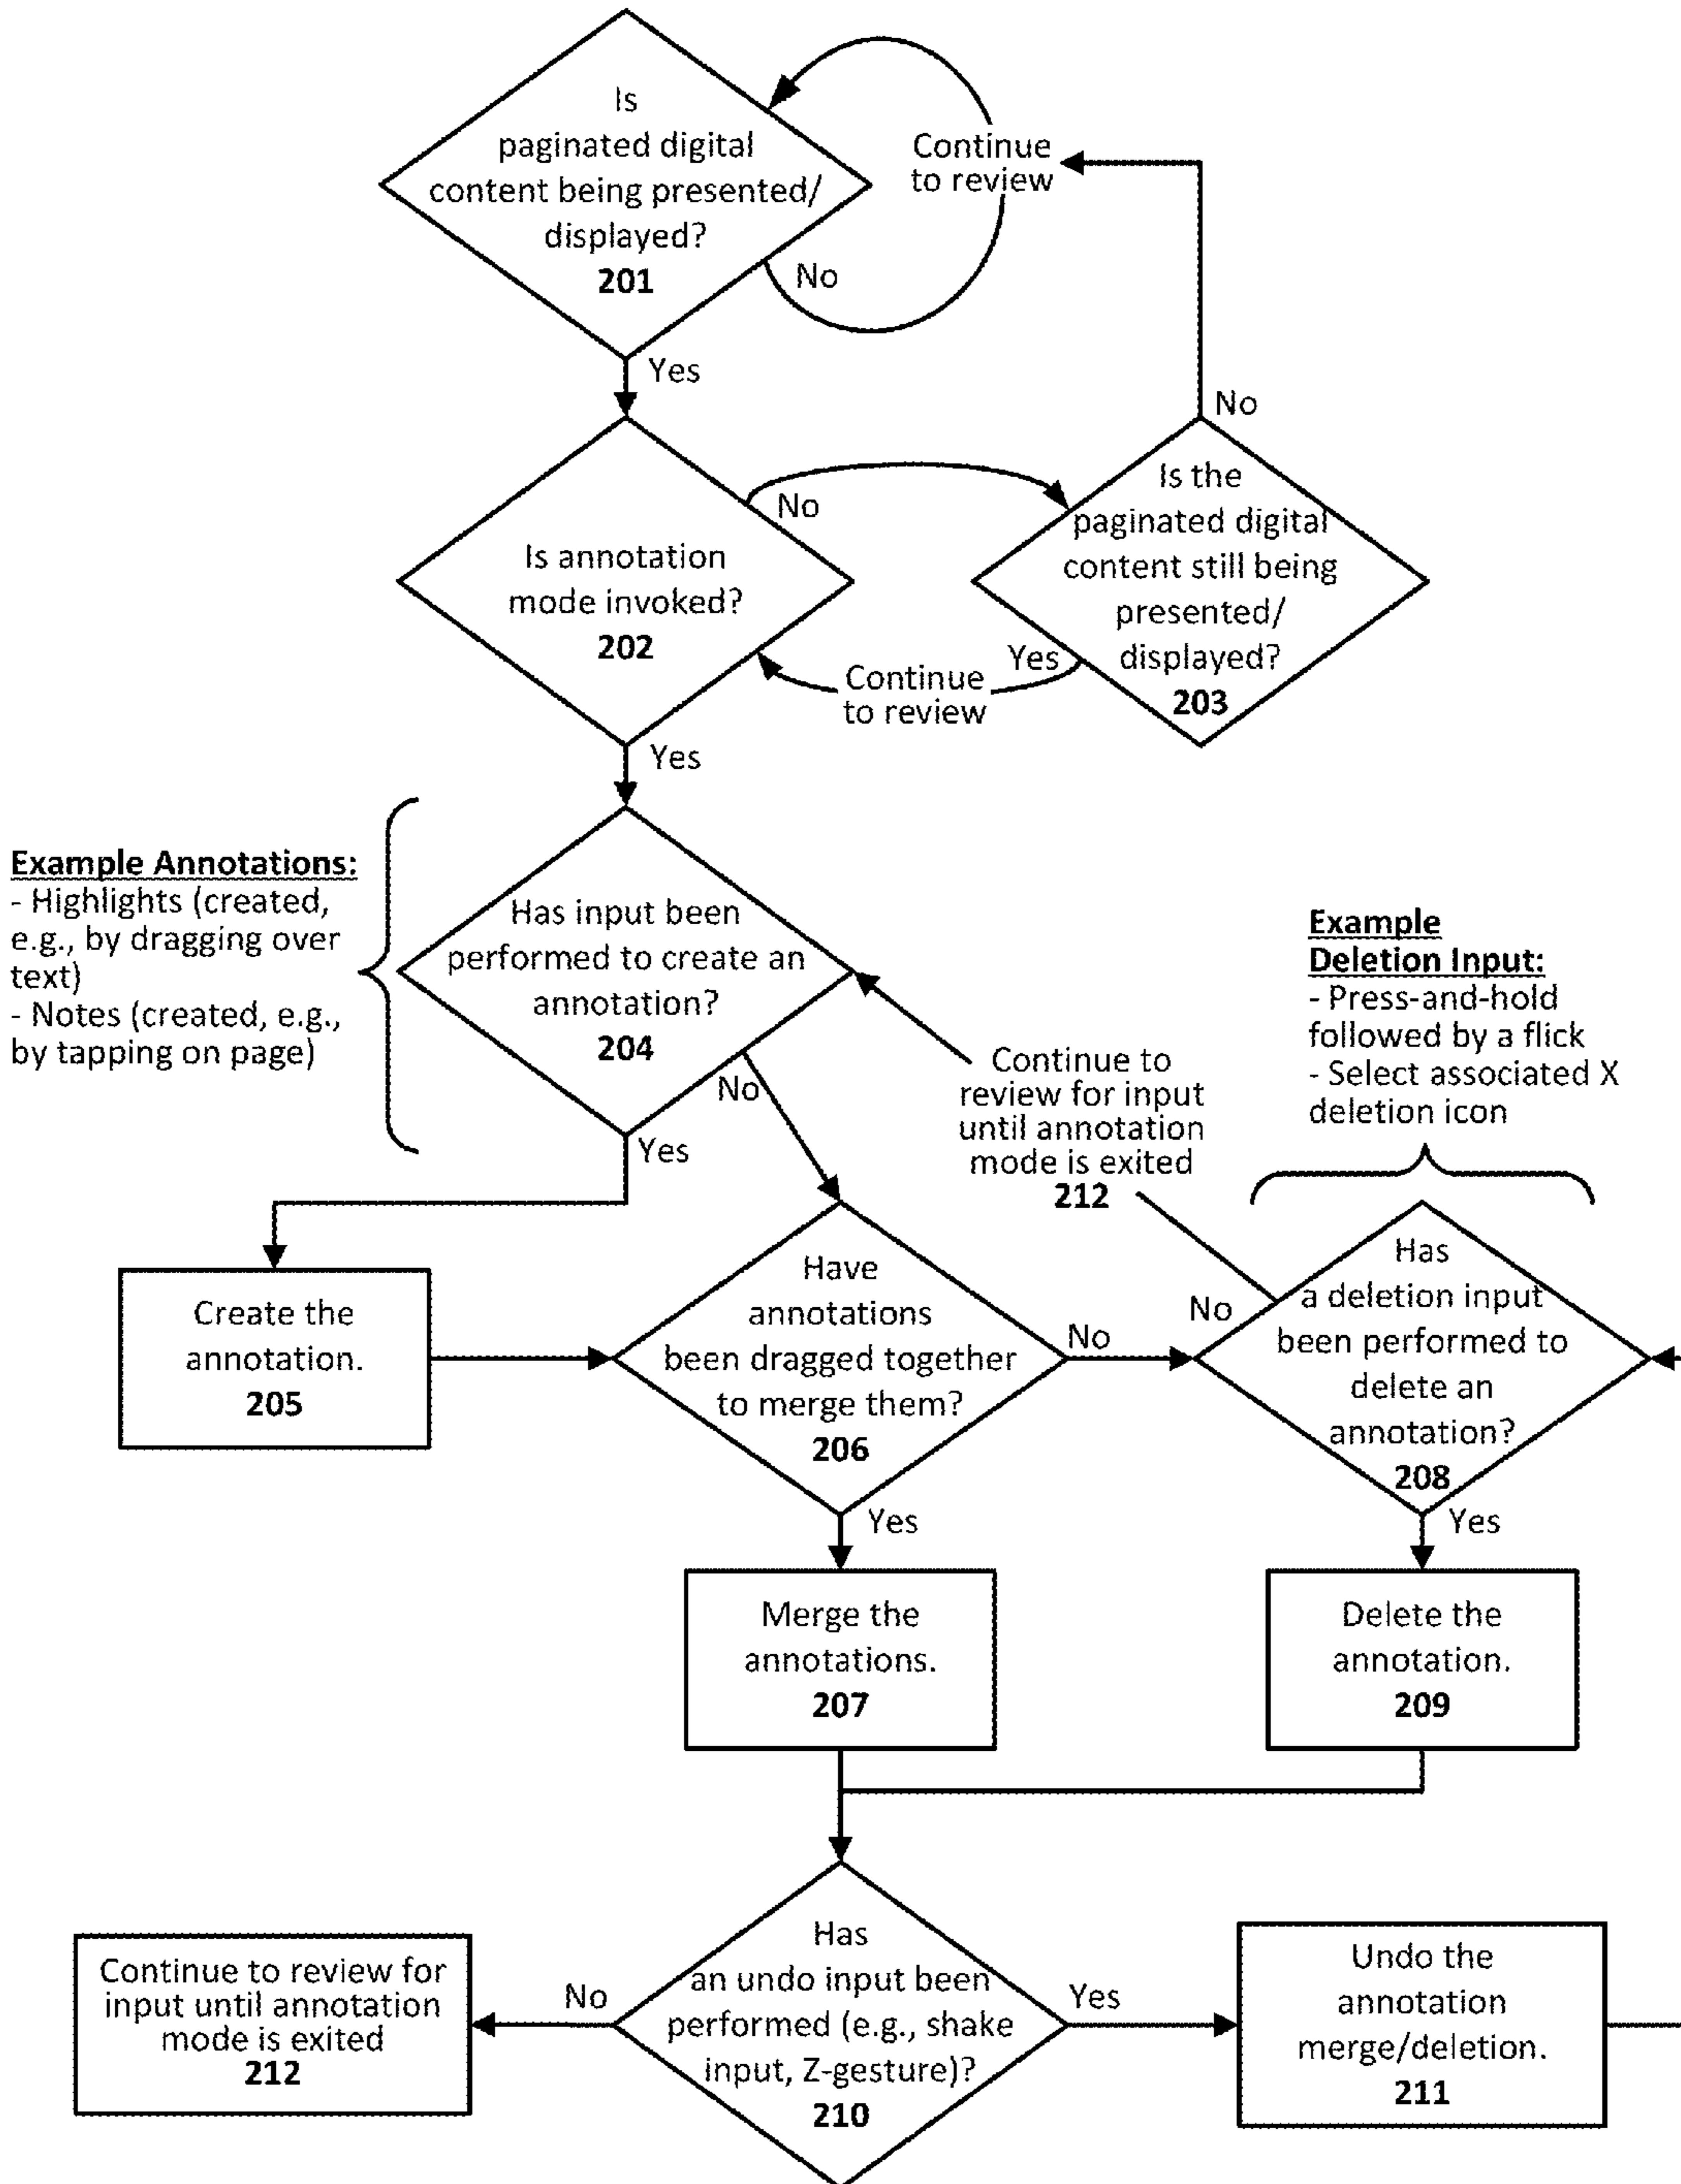 Is
paginated digital
content being presented/
displayed?
201
No
Continue
to review
Yes
No
Is annotation
mode invoked?
202
No
Is the
paginated digital
content still being
presented/
displayed?
203
Yes
Continue
to review
Yes
Example Annotations:
- Highlights (created,
e.g., by dragging over
text)
- Notes (created, e.g.,
by tapping on page)
Has input been
performed to create an
annotation?
204
No
Yes
Continue to
review for input
until annotation
mode is exited
212
Example
Deletion Input:
- Press-and-hold
followed by a flick
- Select associated X
deletion icon
Create the
annotation.
205
Have
annotations
been dragged together
to merge them?
206
No
Yes
No
Has
a deletion input
been performed to
delete an
annotation?
208
Yes
Merge the
annotations.
207
Delete the
annotation.
209
Has
an undo input been
performed (e.g., shake
input, Z-gesture)?
210
No
Yes
Continue to review for
input until annotation
mode is exited
212
Undo the
annotation
merge/deletion.
211